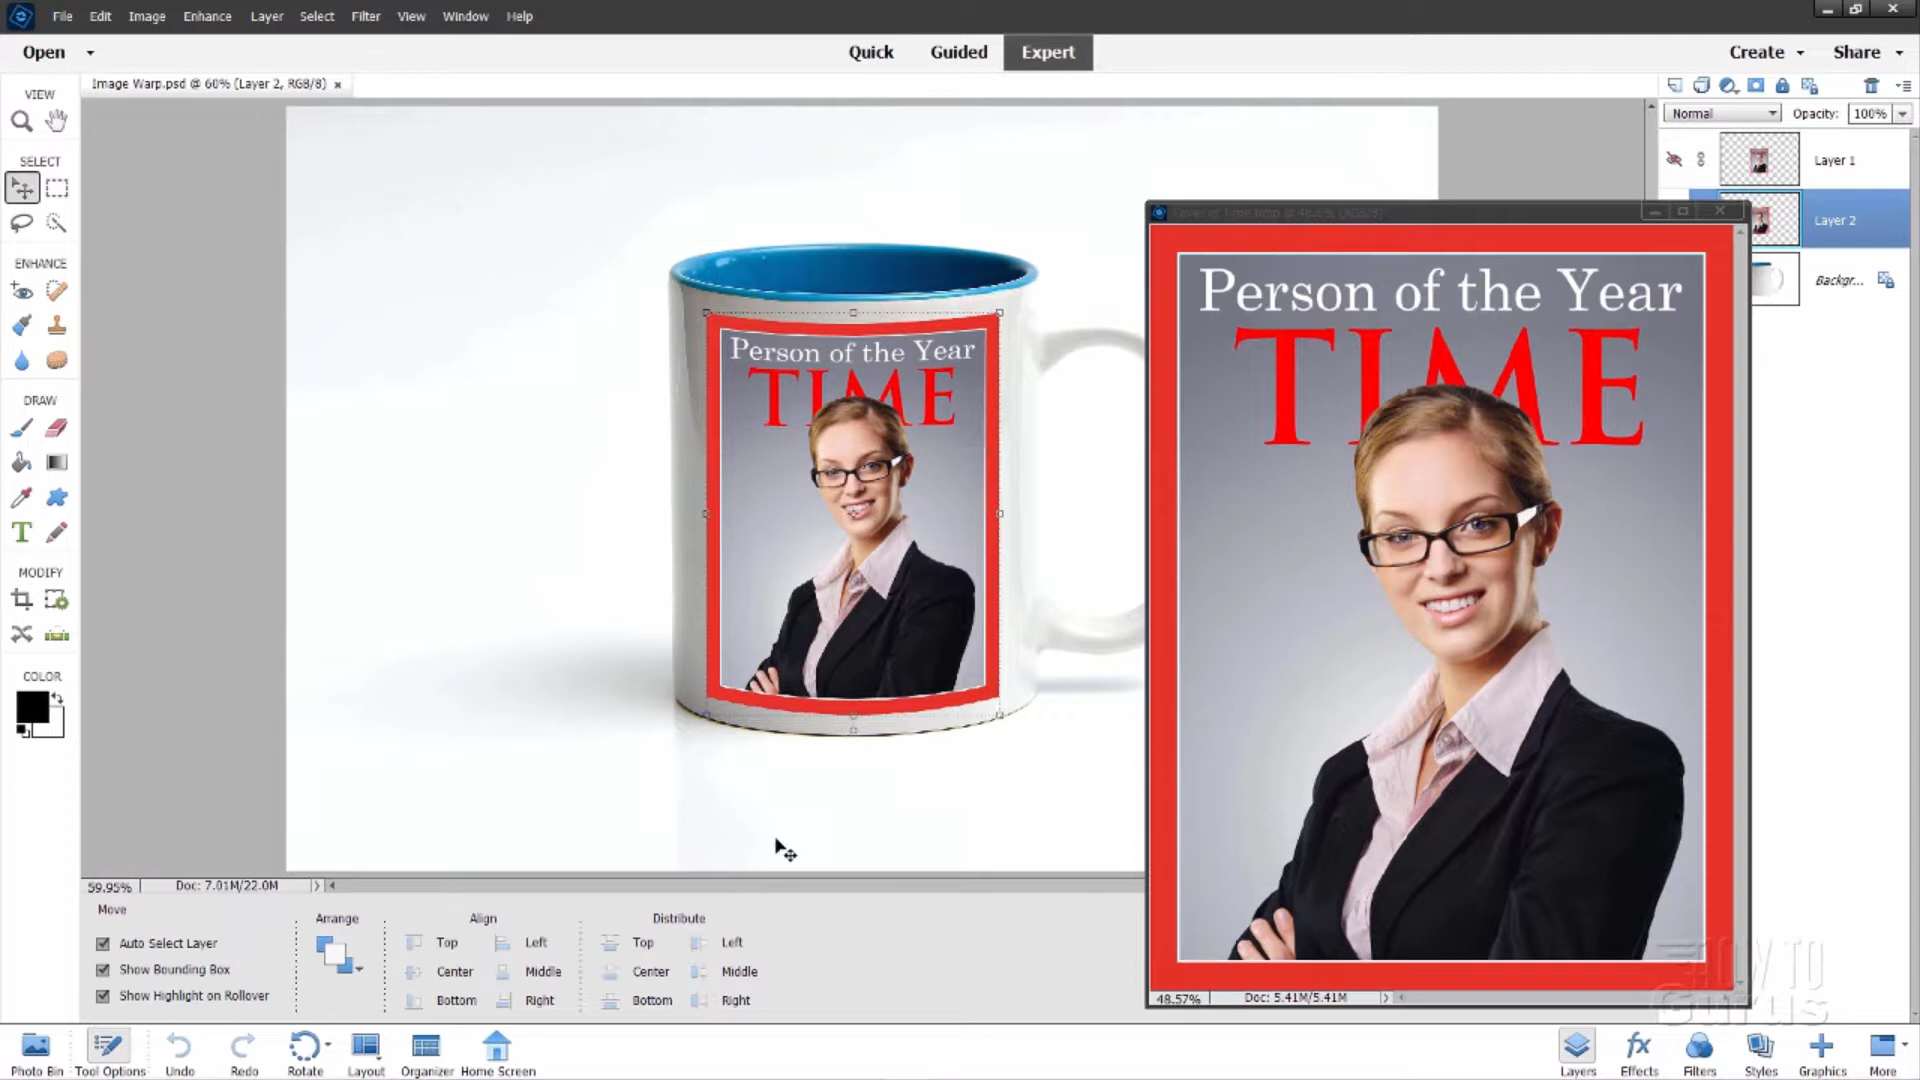 File Edit Image Enhance Layer Select Filter View Window Help
Open Quick Guided Expert Create Share
Image Warp.psd @ 60% (Layer 2, RGB/8) x
VIEW
SELECT
ENHANCE
DRAW
T
MODIFY
COLOR
Normal Opacity: 100%
Layer 1
Layer 2
Backgr...
Person of the Year
TIME
Person of the Year
TIME
48.57% Doc: 5.41M/5.41M
59.95% Doc: 7.01M/22.0M
Move
Auto Select Layer
Show Bounding Box
Show Highlight on Rollover
Arrange
Align
Top Left
Center Middle
Bottom Right
Distribute
Top Left
Center Middle
Bottom Right
HOW TO
Gurus
Photo Bin Tool Options Undo Redo Rotate Layout Organizer Home Screen
fx
Layers Effects Filters Styles Graphics More